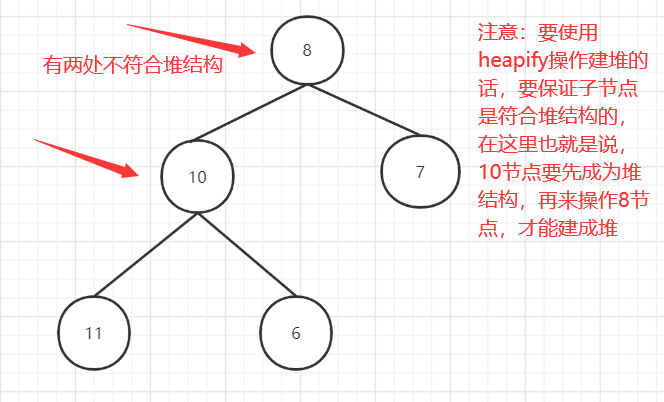 8
有两处不符合堆结构
注意：要使用
heapify操作建堆的
话，要保证子节点
是符合堆结构的，
在这里也就是说，
10节点要先成为堆
结构，再来操作8节
点，才能建成堆
10
7
11
6